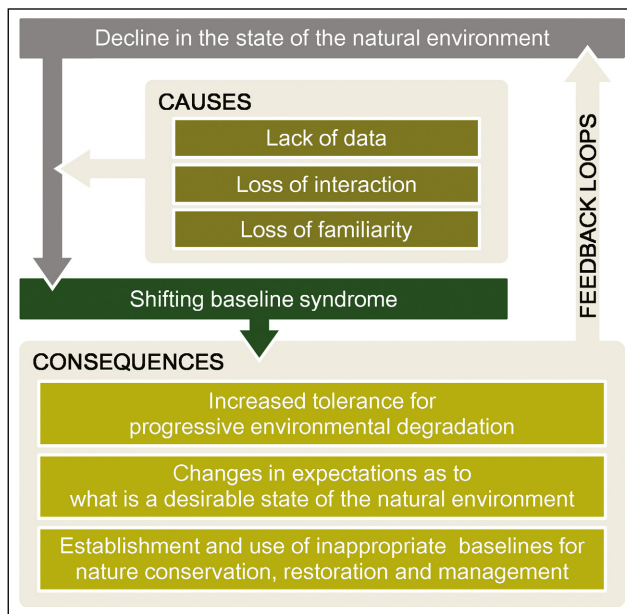 Decline in the state of the natural environment
CAUSES
Lack of data
Loss of interaction
Loss of familiarity
FEEDBACK LOOPS
Shifting baseline syndrome
CONSEQUENCES
Increased tolerance for
progressive environmental degradation
Changes in expectations as to
what is a desirable state of the natural environment
Establishment and use of inappropriate baselines for
nature conservation, restoration and management